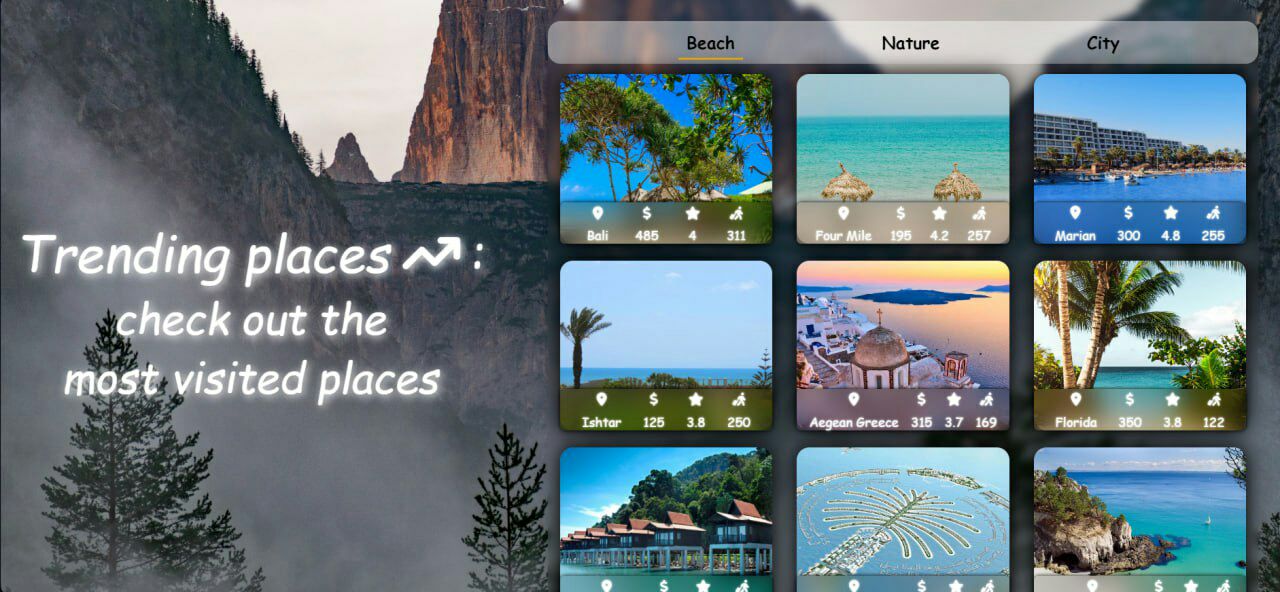 Beach Nature City
Trending places :
check out the
most visited places
Bali 485 4 311
Four Mile 195 4.2 257
Marian 300 4.8 255
Ishtar 125 3.8 250
Aegean Greece 315 3.7 169
Florida 350 3.8 122